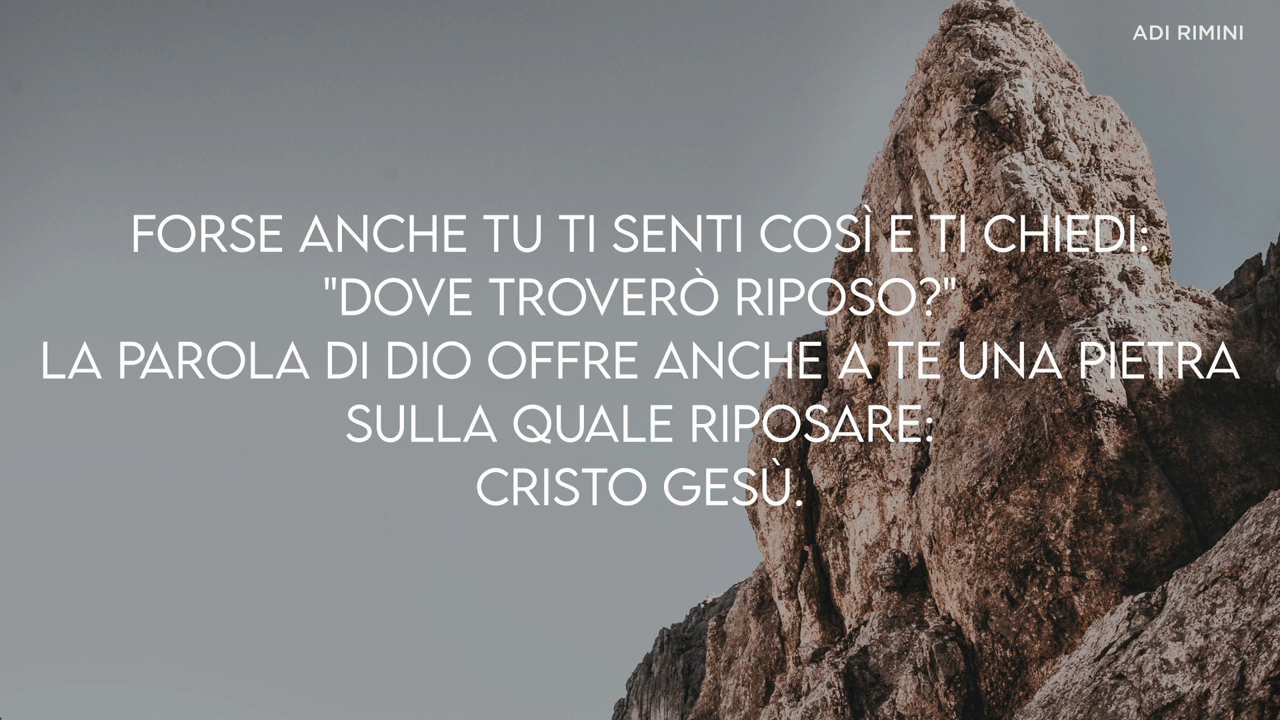 ADI RIMINI
FORSE ANCHE TU TI SENTI COSÌ E TI CHIEDI:
"DOVE TROVERÒ RIPOSO?"
LA PAROLA DI DIO OFFRE ANCHE A TE UNA PIETRA
SULLA QUALE RIPOSARE:
CRISTO GESÙ.